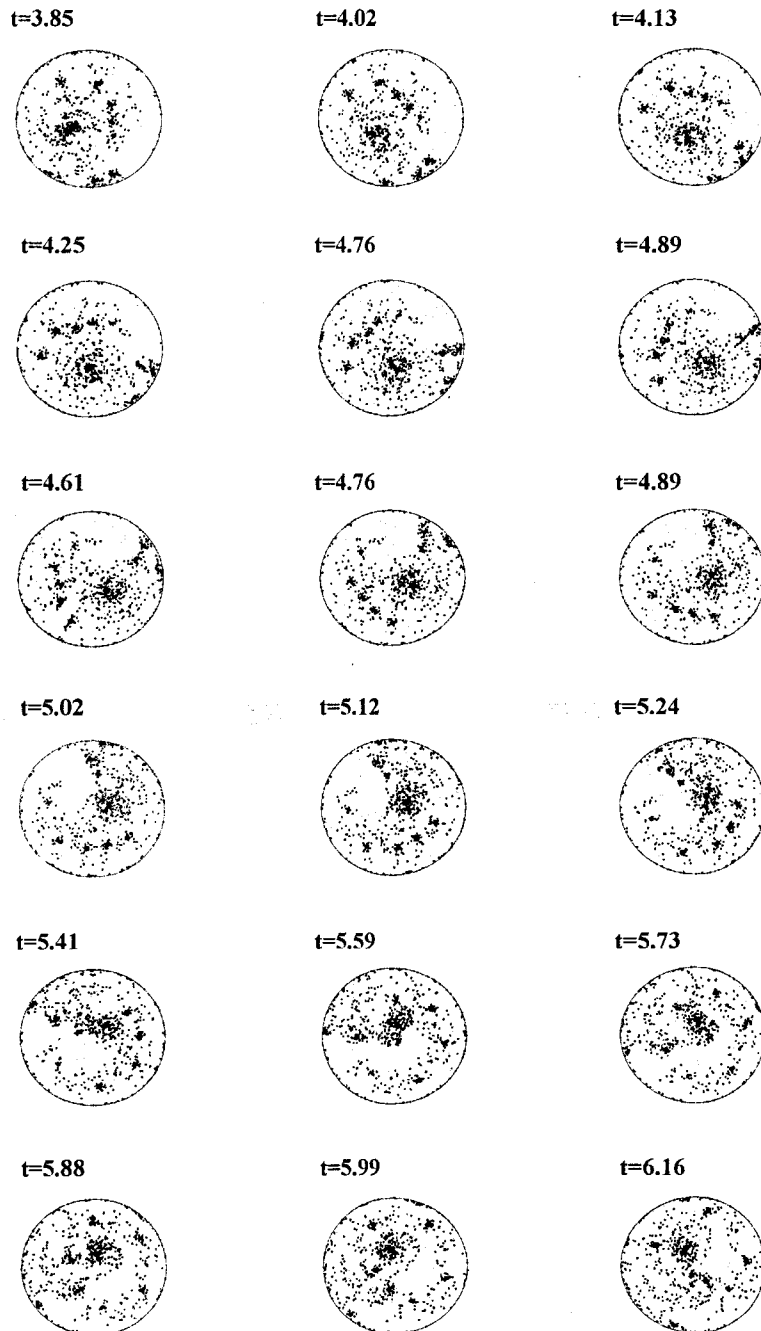 t=3.85 t=4.02 t=4.13
t=4.25 t=4.76 t=4.89
t=4.61 t=4.76 t=4.89
t=5.02 t=5.12 t=5.24
t=5.41 t=5.59 t=5.73
t=5.88 t=5.99 t=6.16